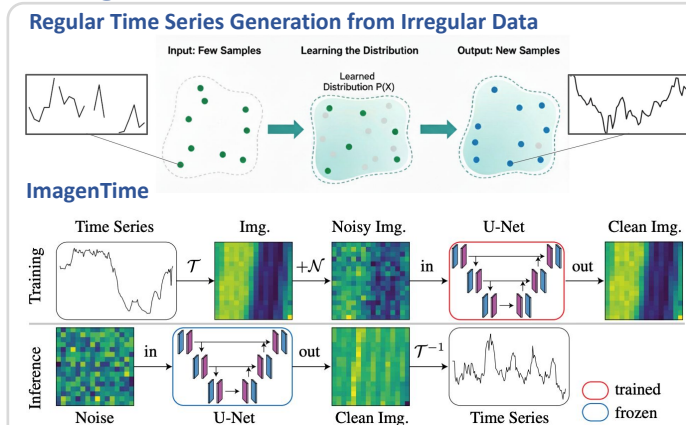 Regular Time Series Generation from Irregular Data
Input: Few Samples
Learning the Distribution
Output: New Samples
Learned
Distribution P(X)
ImagenTime
Time Series
Img.
Noisy Img.
U-Net
Clean Img.
Training
𝒯
+𝒩
in
out
Inference
in
out
𝒯⁻¹
Noise
U-Net
Clean Img.
Time Series
trained
frozen